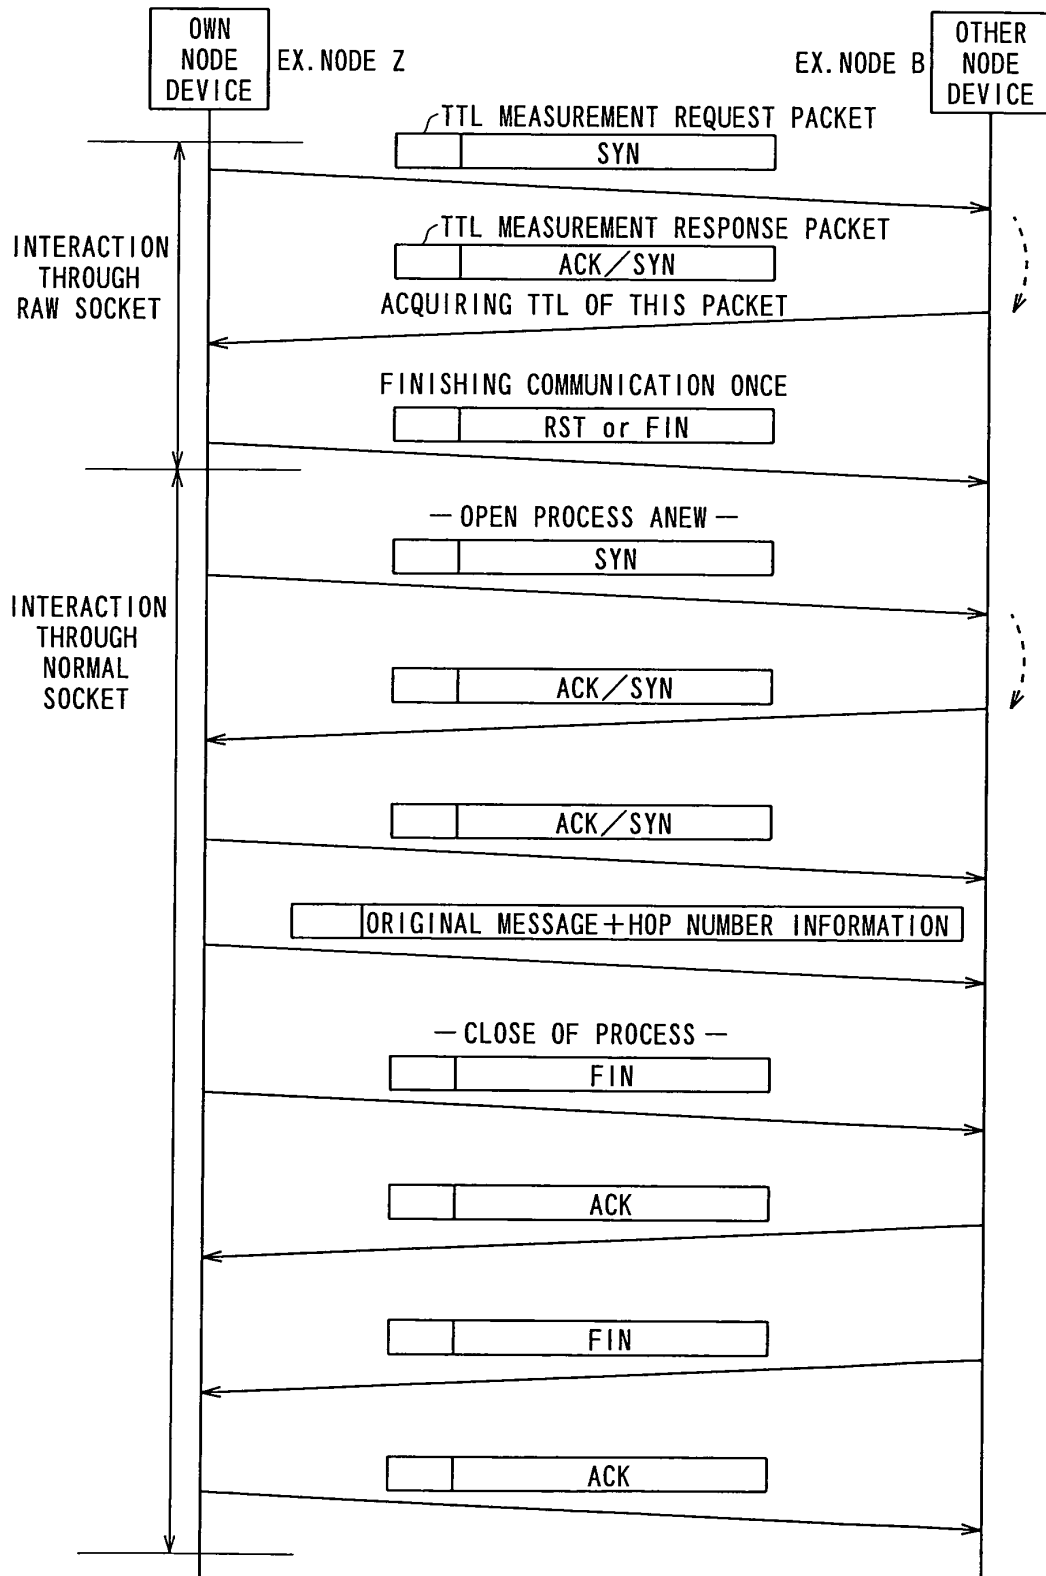 OWN
NODE
DEVICE
EX.NODE Z
EX.NODE B
OTHER
NODE
DEVICE
TTL MEASUREMENT REQUEST PACKET
SYN
INTERACTION
THROUGH
RAW SOCKET
TTL MEASUREMENT RESPONSE PACKET
ACK/SYN
ACQUIRING TTL OF THIS PACKET
FINISHING COMMUNICATION ONCE
RST or FIN
— OPEN PROCESS ANEW —
SYN
INTERACTION
THROUGH
NORMAL
SOCKET
ACK/SYN
ACK/SYN
ORIGINAL MESSAGE+HOP NUMBER INFORMATION
— CLOSE OF PROCESS —
FIN
ACK
FIN
ACK